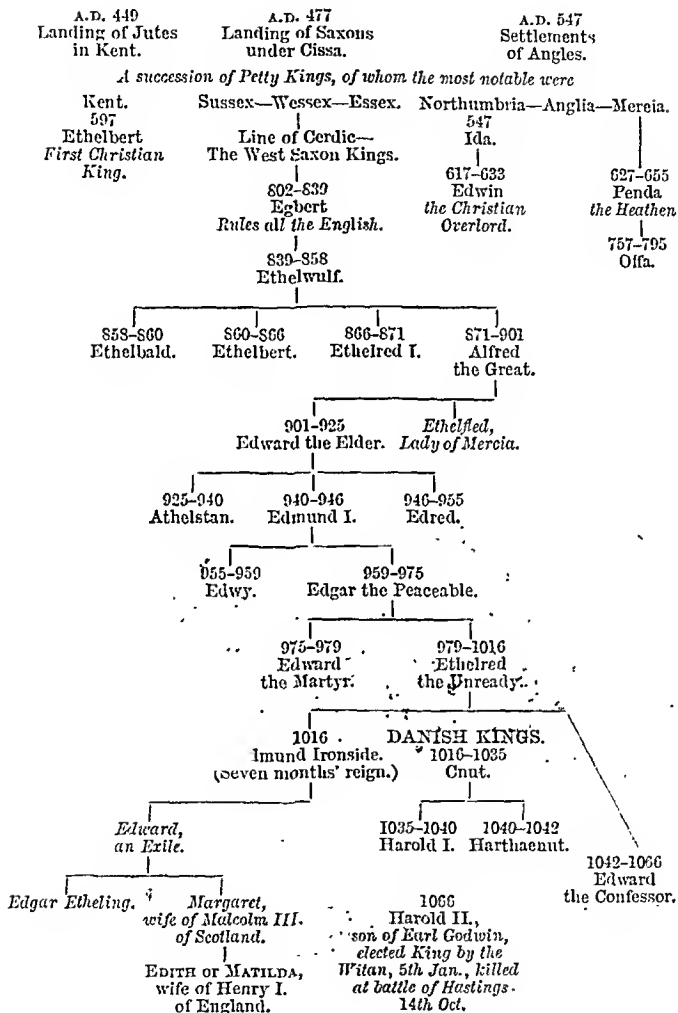 A.D. 449
Landing of Jutes
in Kent.
A.D. 477
Landing of Saxons
under Cissa.
A.D. 547
Settlements
of Angles.
A succession of Petty Kings, of whom the most notable were
Kent.
597
Ethelbert
First Christian
King.
Sussex—Wessex—Essex.
Line of Cerdic—
The West Saxon Kings.
802–839
Egbert
Rules all the English.
839–858
Ethelwulf.
Northumbria—Anglia—Mercia.
547
Ida.
617–633
Edwin
the Christian
Overlord.
627–655
Penda
the Heathen
757–795
Offa.
858–860
Ethelbald.
860–866
Ethelbert.
866–871
Ethelred I.
871–901
Alfred
the Great.
901–925
Edward the Elder.
Ethelfled,
Lady of Mercia.
925–940
Athelstan.
940–946
Edmund I.
946–955
Edred.
955–959
Edwy.
959–975
Edgar the Peaceable.
975–979
Edward
the Martyr.
979–1016
Ethelred
the Unready.
1016
lmund Ironside.
(Seven months' reign.)
DANISH KINGS.
1016–1035
Cnut.
Edward,
an Exile.
1035–1040
Harold I.
1040–1042
Harthacnut.
1042–1066
Edward
the Confessor.
Edgar Etheling.
Margaret,
wife of Malcolm III.
of Scotland.
EDITH or MATILDA,
wife of Henry I.
of England.
1066
Harold II.,
son of Earl Godwin,
elected King by the
Witan, 5th Jan., killed
at battle of Hastings
14th Oct.